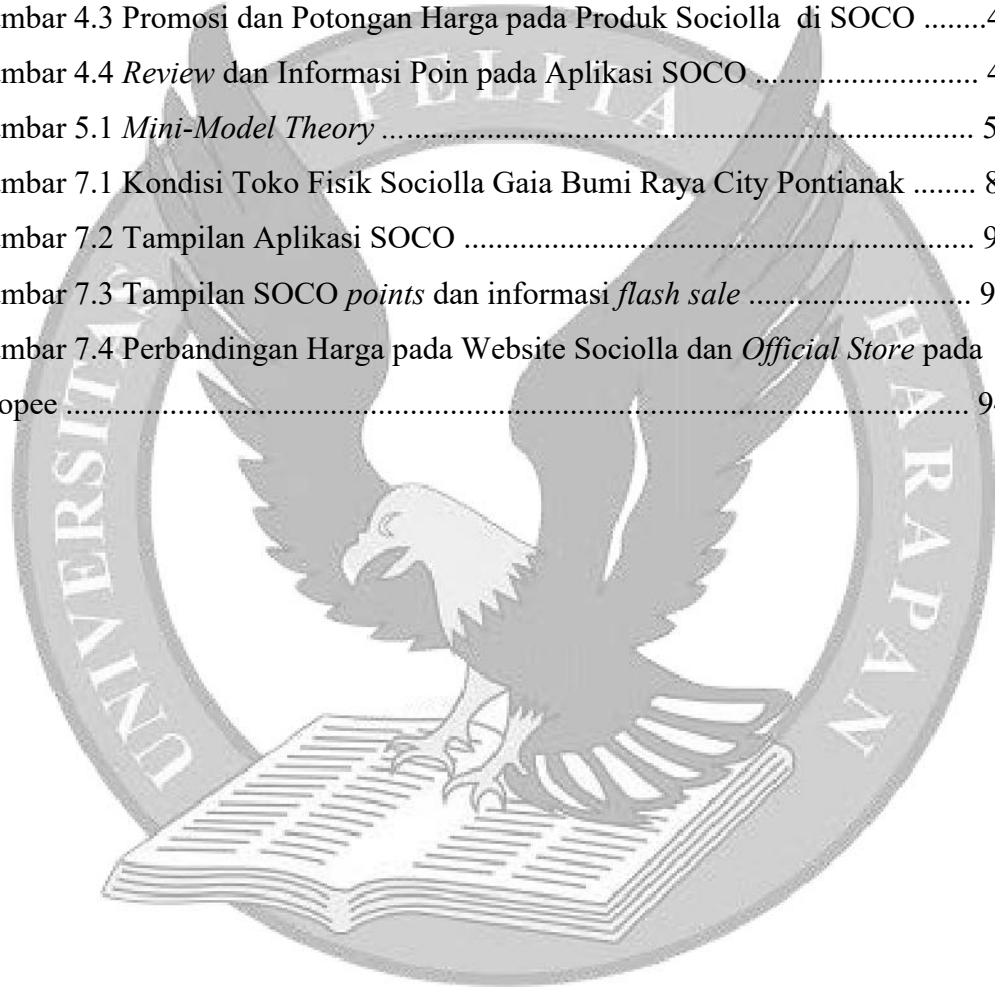 mbar 4.3 Promosi dan Potongan Harga pada Produk Sociolla di SOCO ........4
mbar 4.4 Review dan Informasi Poin pada Aplikasi SOCO ...................... 4
mbar 5.1 Mini-Model Theory ......................................................................... 5
mbar 7.1 Kondisi Toko Fisik Sociolla Gaia Bumi Raya City Pontianak ........ 8
mbar 7.2 Tampilan Aplikasi SOCO ................................................................. 9
mbar 7.3 Tampilan SOCO points dan informasi flash sale ............................ 9
mbar 7.4 Perbandingan Harga pada Website Sociolla dan Official Store pada
opee ................................................................................................................... 9
UNIVERSITAS PELITA HARAPAN